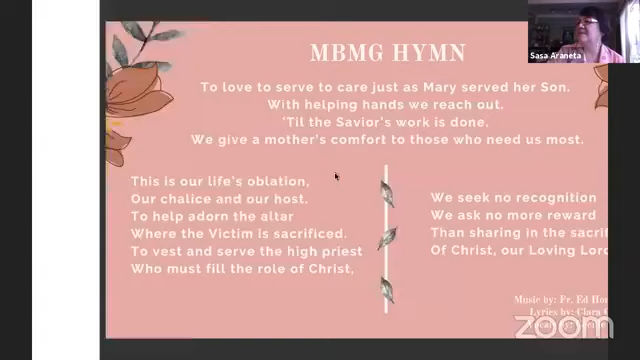 MBMG HYMN
Sasa Araneta
To love to serve to care just as Mary served her Son.
With helping hands we reach out.
'Til the Savior's work is done.
We give a mother's comfort to those who need us most.
This is our life's oblation,
Our chalice and our host.
To help adorn the altar
Where the Victim is sacrificed.
To vest and serve the high priest
Who must fill the role of Christ,
We seek no recognition
We ask no more reward
Than sharing in the
Of Christ, our Loving
Music by: Fr. Ed
Lyrics by: Clara
zoom